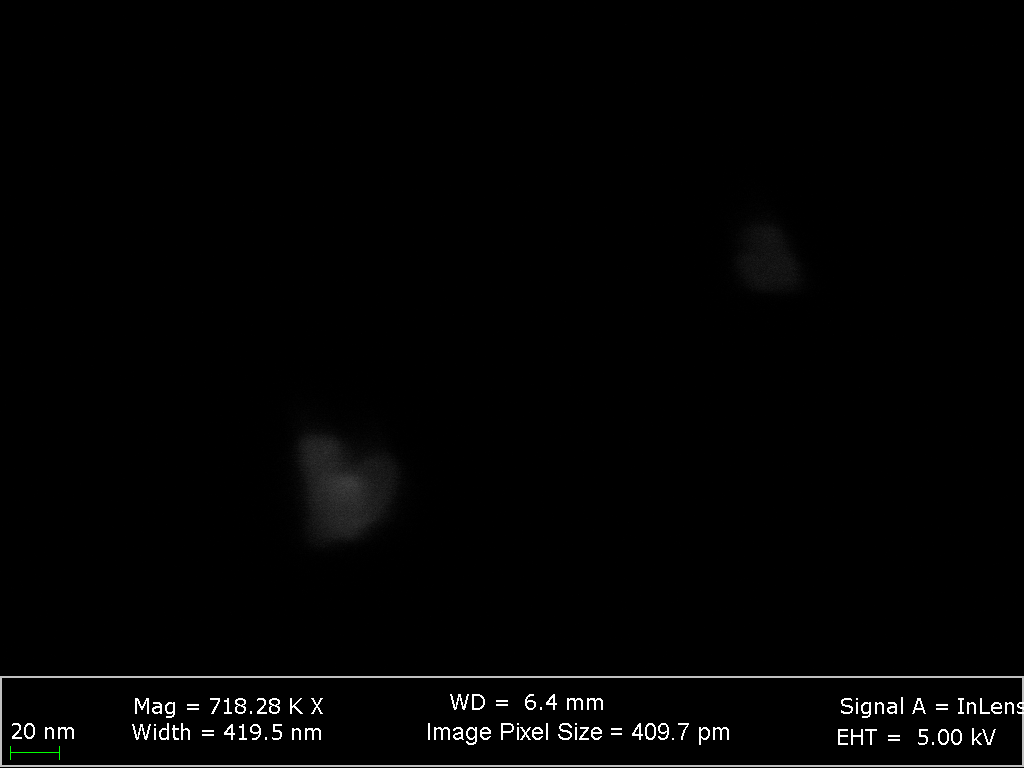 20 nm
Mag = 718.28 K X
Width = 419.5 nm
WD = 6.4 mm
Image Pixel Size = 409.7 pm
Signal A = InLens
EHT = 5.00 kV